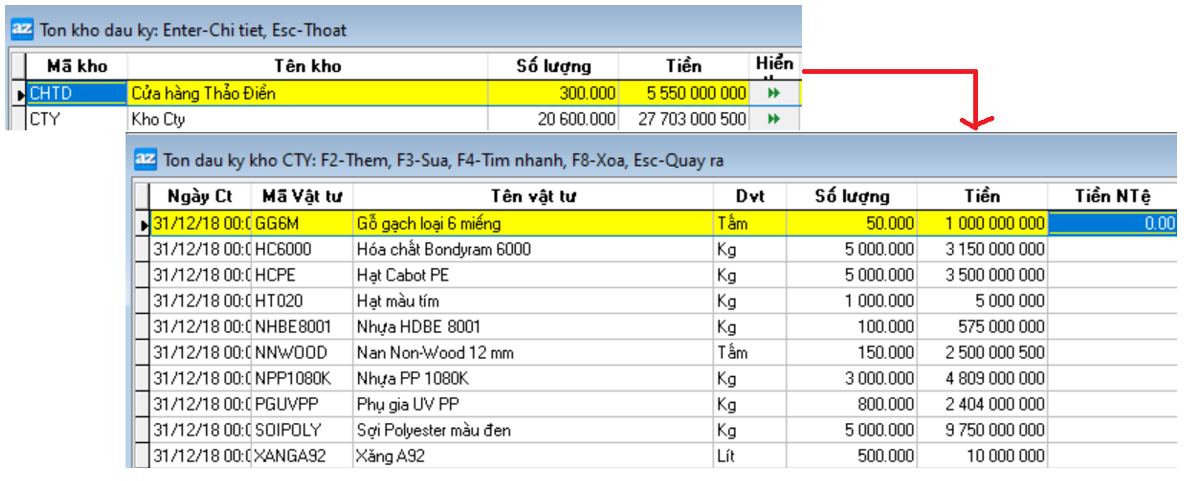 az Ton kho dau ky: Enter-Chi tiet, Esc-Thoat
Mã kho Tên kho Số lượng Tiền Hiển
CHTD Cửa hàng Thảo Điền 300.000 5 550 000 000
CTY Kho Cty 20 600.000 27 703 000 500
az Ton dau ky kho CTY: F2-Them, F3-Sua, F4-Tim nhanh, F8-Xoa, Esc-Quay ra
Ngày Ct Mã Vật tư Tên vật tư Dvt Số lượng Tiền Tiền NTệ
31/12/18 00:0 GG6M Gỗ gạch loại 6 miếng Tấm 50.000 1 000 000 000 0.00
31/12/18 00:0 HC6000 Hóa chất Bondyram 6000 Kg 5 000.000 3 150 000 000
31/12/18 00:0 HCPE Hạt Cabot PE Kg 5 000.000 3 500 000 000
31/12/18 00:0 HT020 Hạt màu tím Kg 1 000.000 5 000 000
31/12/18 00:0 NHBE8001 Nhựa HDBE 8001 Kg 100.000 575 000 000
31/12/18 00:0 NNWOOD Nan Non-Wood 12 mm Tấm 150.000 2 500 000 500
31/12/18 00:0 NPP1080K Nhựa PP 1080K Kg 3 000.000 4 809 000 000
31/12/18 00:0 PGUVPP Phụ gia UV PP Kg 800.000 2 404 000 000
31/12/18 00:0 SOIPOLY Sợi Polyester màu đen Kg 5 000.000 9 750 000 000
31/12/18 00:0 XANGA92 Xăng A92 Lít 500.000 10 000 000